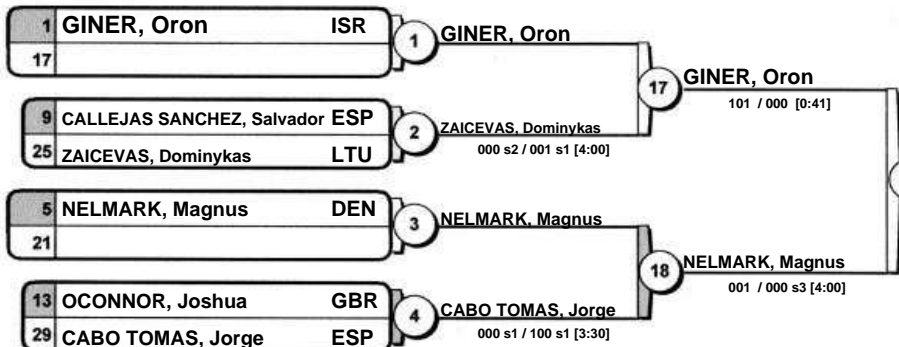 1 GINER, Oron ISR
17
1
GINER, Oron
9 CALLEJAS SANCHEZ, Salvador ESP
25 ZAICEVAS, Dominykas LTU
2
ZAICEVAS, Dominykas
000 s2 / 001 s1 [4:00]
17
GINER, Oron
101 / 000 [0:41]
5 NELMARK, Magnus DEN
21
3
NELMARK, Magnus
13 OCONNOR, Joshua GBR
29 CABO TOMAS, Jorge ESP
4
CABO TOMAS, Jorge
000 s1 / 100 s1 [3:30]
18
NELMARK, Magnus
001 / 000 s3 [4:00]